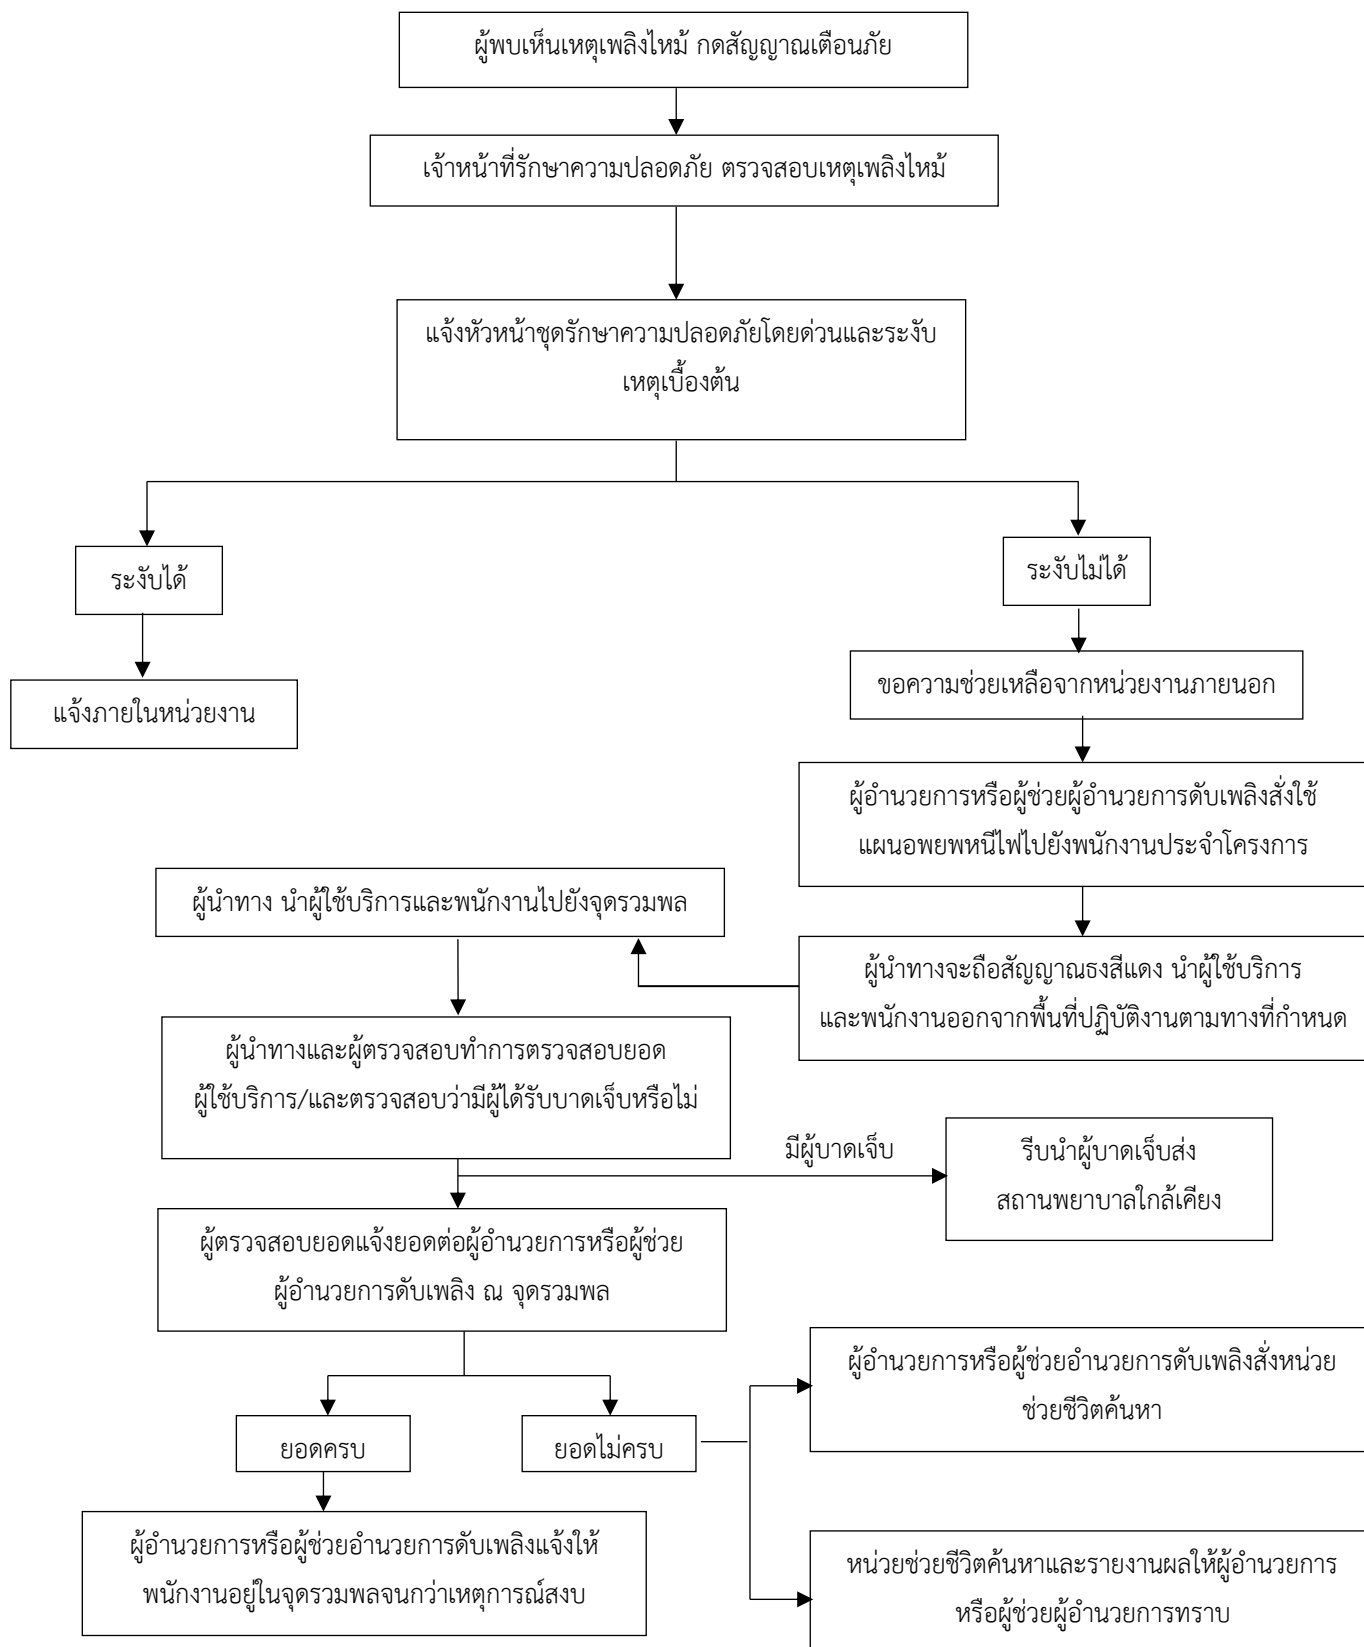 ผู้พบเห็นเหตุเพลิงไหม้ กดสัญญาณเตือนภัย
เจ้าหน้าที่รักษาความปลอดภัย ตรวจสอบเหตุเพลิงไหม้
แจ้งหัวหน้าชุดรักษาความปลอดภัยโดยด่วนและระงับ
เหตุเบื้องต้น
ระงับได้
ระงับไม่ได้
แจ้งภายในหน่วยงาน
ขอความช่วยเหลือจากหน่วยงานภายนอก
ผู้อำนวยการหรือผู้ช่วยผู้อำนวยการดับเพลิงสั่งใช้
แผนอพยพหนีไฟไปยังพนักงานประจำโครงการ
ผู้นำทางจะถือสัญญาณธงสีแดง นำผู้ใช้บริการ
และพนักงานออกจากพื้นที่ปฏิบัติงานตามทางที่กำหนด
ผู้นำทาง นำผู้ใช้บริการและพนักงานไปยังจุดรวมพล
ผู้นำทางและผู้ตรวจสอบทำการตรวจสอบยอด
ผู้ใช้บริการ/และตรวจสอบว่ามีผู้ได้รับบาดเจ็บหรือไม่
มีผู้บาดเจ็บ
รีบนำผู้บาดเจ็บส่ง
สถานพยาบาลใกล้เคียง
ผู้ตรวจสอบยอดแจ้งยอดต่อผู้อำนวยการหรือผู้ช่วย
ผู้อำนวยการดับเพลิง ณ จุดรวมพล
ยอดครบ
ยอดไม่ครบ
ผู้อำนวยการหรือผู้ช่วยอำนวยการดับเพลิงสั่งหน่วย
ช่วยชีวิตค้นหา
ผู้อำนวยการหรือผู้ช่วยอำนวยการดับเพลิงแจ้งให้
พนักงานอยู่ในจุดรวมพลจนกว่าเหตุการณ์สงบ
หน่วยช่วยชีวิตค้นหาและรายงานผลให้ผู้อำนวยการ
หรือผู้ช่วยผู้อำนวยการทราบ